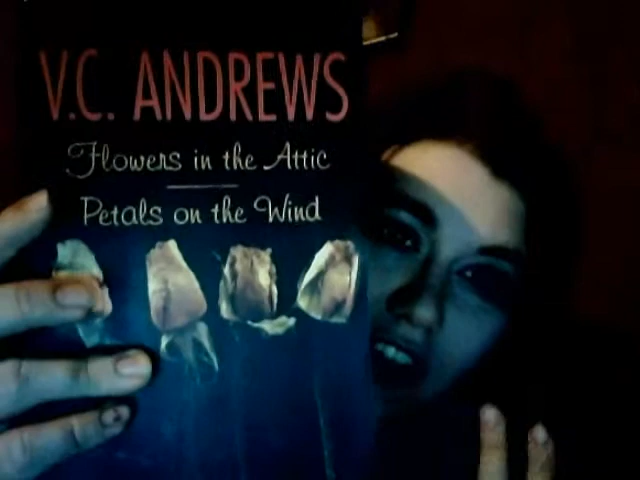 V.C. ANDREWS
Flowers in the Attic
Petals on the Wind